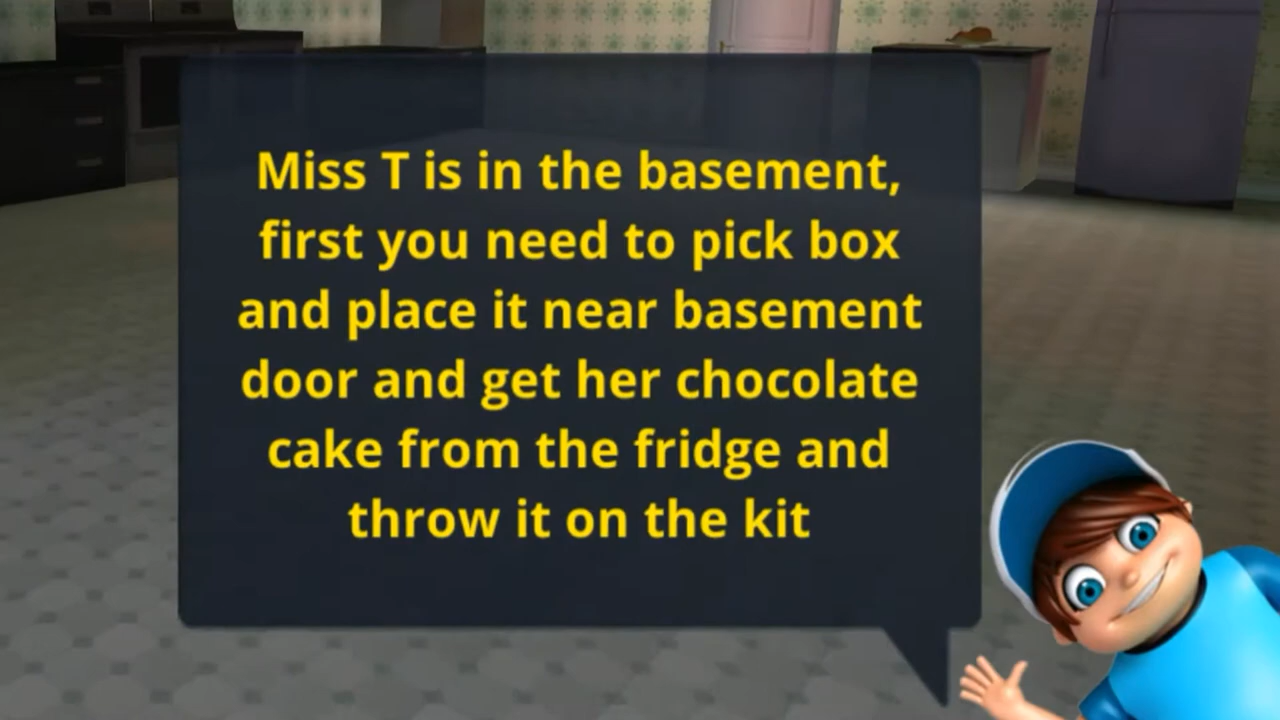 Miss T is in the basement,
first you need to pick box
and place it near basement
door and get her chocolate
cake from the fridge and
throw it on the kit